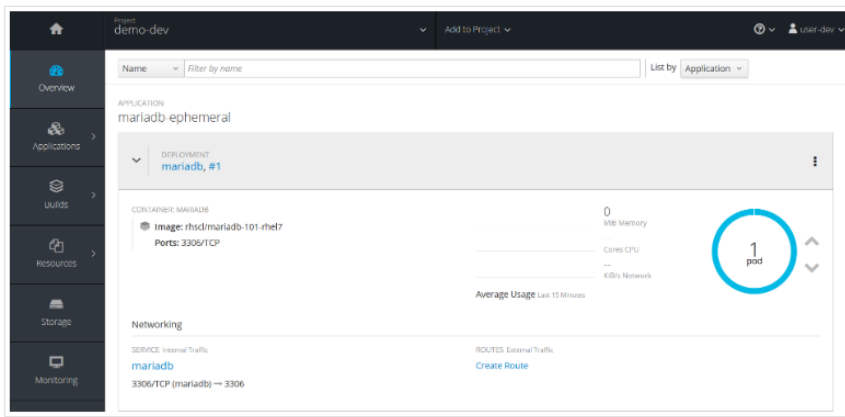 Project
demo-dev
Add to Project
user-dev
Name
Filter by name
List by
Application
Overview
Applications
Builds
Resources
Storage
Monitoring
APPLICATION
mariadb-ephemeral
DEPLOYMENT
mariadb, #1
CONTAINER: MARIADB
Image: rhscl/mariadb-101-rhel7
Ports: 3306/TCP
0
MiB Memory
--
Cores CPU
--
KiB/s Network
Average Usage Last 15 Minutes
1
pod
Networking
SERVICE Internal Traffic
mariadb
3306/TCP (mariadb) → 3306
ROUTES External Traffic
Create Route